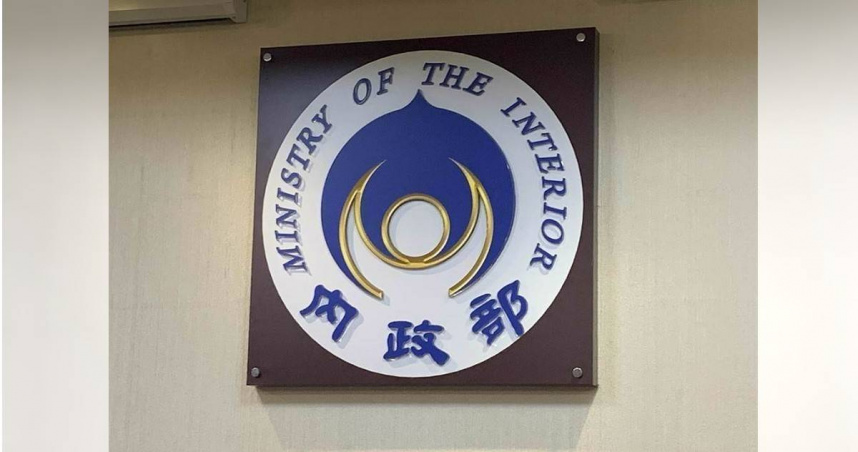 MINISTRY OF THE INTERIOR
內政部